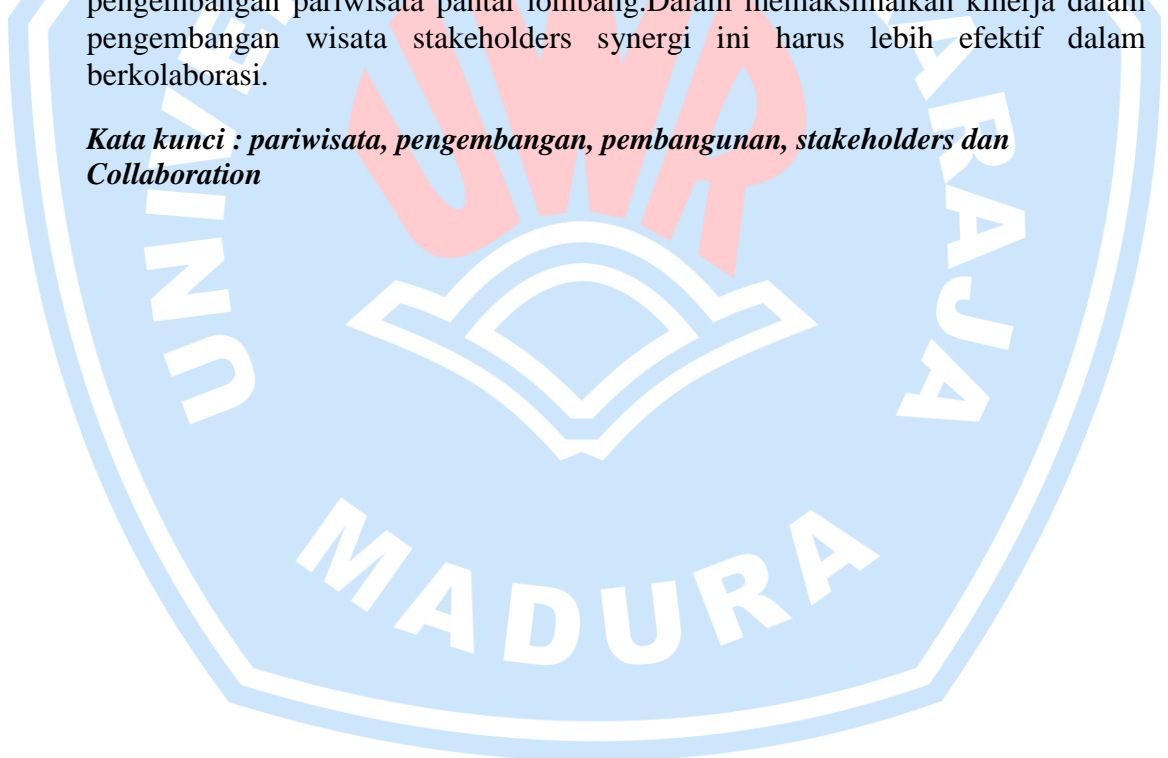 pengembangan pariwisata pantai lombang.Dalam memaksimalkan kinerja dalam
pengembangan wisata stakeholders synergi ini harus lebih efektif dalam
berkolaborasi.
Kata kunci : pariwisata, pengembangan, pembangunan, stakeholders dan
Collaboration
UWR
MADURA